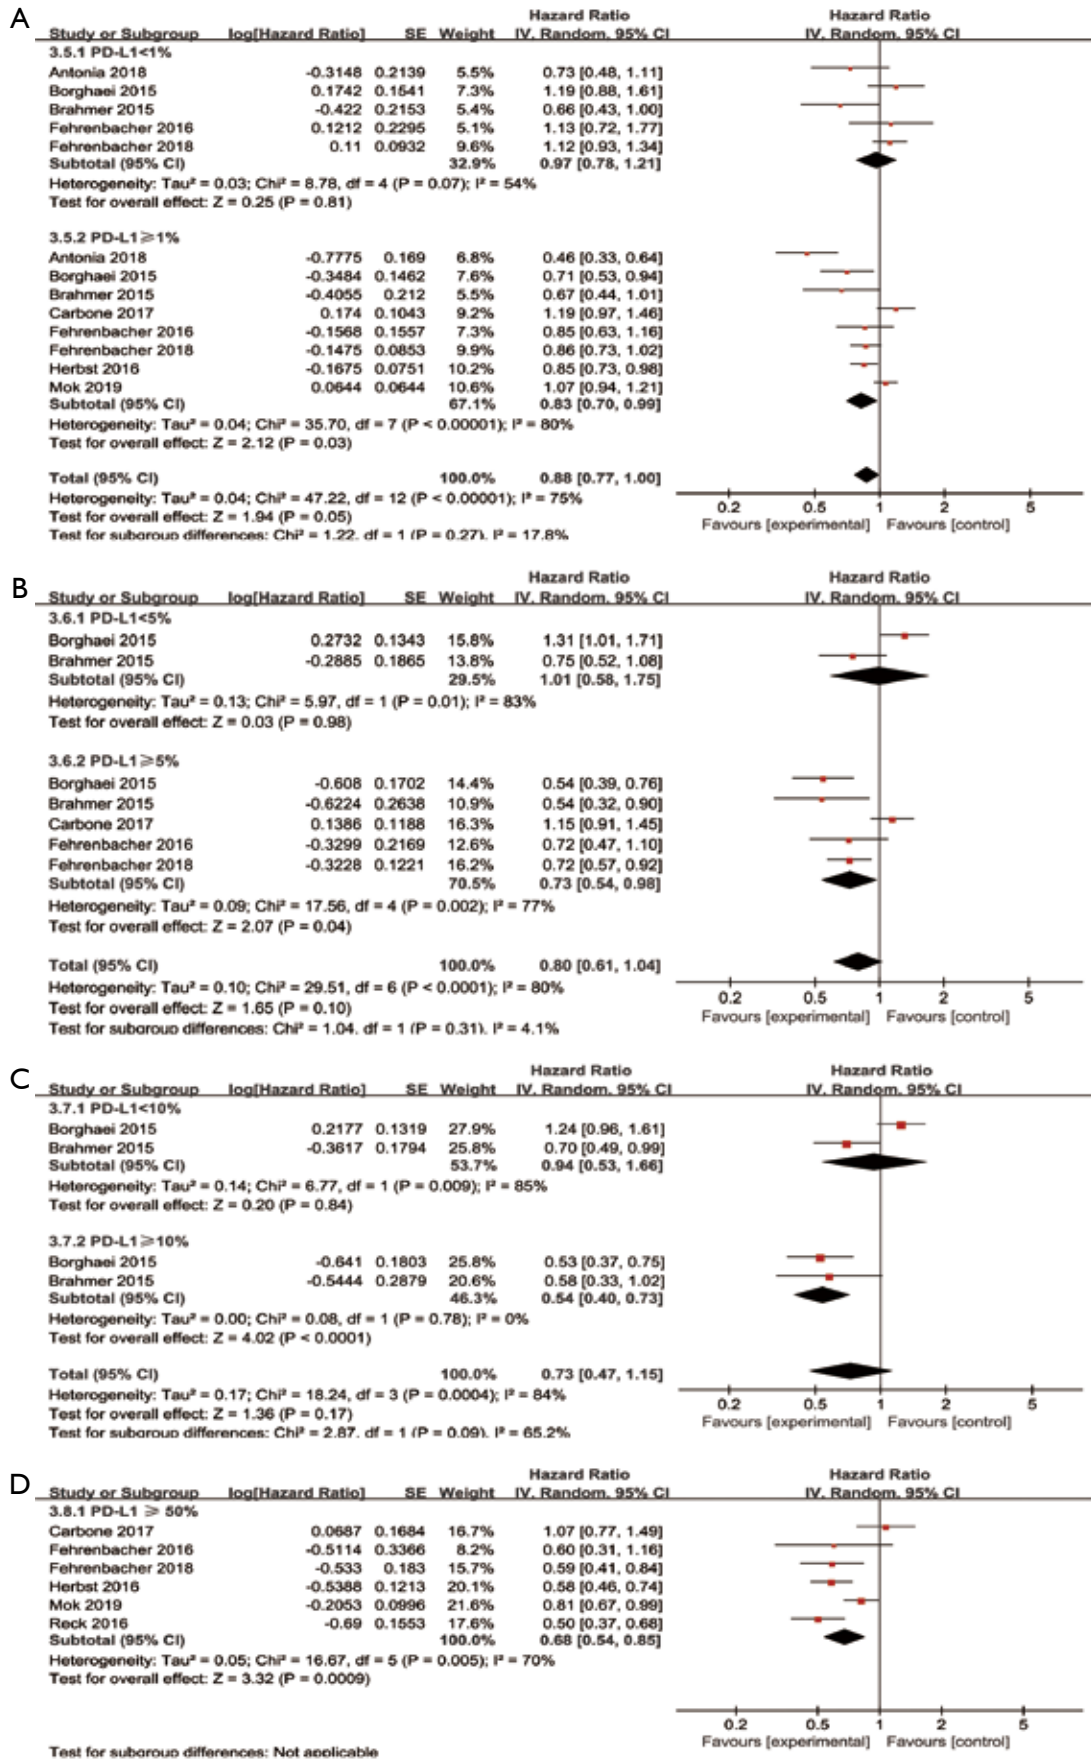 A
Hazard Ratio Hazard Ratio
Study or Subgroup log[Hazard Ratio] SE Weight IV. Random. 95% CI IV. Random. 95% CI
3.5.1 PD-L1<1%
Antonia 2018 -0.3148 0.2139 5.5% 0.73 [0.48, 1.11]
Borghaei 2015 0.1742 0.1541 7.3% 1.19 [0.88, 1.61]
Brahmer 2015 -0.422 0.2153 5.4% 0.66 [0.43, 1.00]
Fehrenbacher 2016 0.1212 0.2295 5.1% 1.13 [0.72, 1.77]
Fehrenbacher 2018 0.11 0.0932 9.6% 1.12 [0.93, 1.34]
Subtotal (95% CI) 32.9% 0.97 [0.78, 1.21]
Heterogeneity: Tau² = 0.03; Chi² = 8.78, df = 4 (P = 0.07); I² = 54%
Test for overall effect: Z = 0.25 (P = 0.81)
3.5.2 PD-L1⩾1%
Antonia 2018 -0.7775 0.169 6.8% 0.46 [0.33, 0.64]
Borghaei 2015 -0.3484 0.1462 7.6% 0.71 [0.53, 0.94]
Brahmer 2015 -0.4055 0.212 5.5% 0.67 [0.44, 1.01]
Carbone 2017 0.174 0.1043 9.2% 1.19 [0.97, 1.46]
Fehrenbacher 2016 -0.1568 0.1557 7.3% 0.85 [0.63, 1.16]
Fehrenbacher 2018 -0.1475 0.0853 9.9% 0.86 [0.73, 1.02]
Herbst 2016 -0.1675 0.0751 10.2% 0.85 [0.73, 0.98]
Mok 2019 0.0644 0.0644 10.6% 1.07 [0.94, 1.21]
Subtotal (95% CI) 67.1% 0.83 [0.70, 0.99]
Heterogeneity: Tau² = 0.04; Chi² = 35.70, df = 7 (P < 0.00001); I² = 80%
Test for overall effect: Z = 2.12 (P = 0.03)
Total (95% CI) 100.0% 0.88 [0.77, 1.00]
Heterogeneity: Tau² = 0.04; Chi² = 47.22, df = 12 (P < 0.00001); I² = 75%
Test for overall effect: Z = 1.94 (P = 0.05)
Test for subgroup differences: Chi² = 1.22. df = 1 (P = 0.27). I² = 17.8%
0.2 0.5 1 2 5
Favours [experimental] Favours [control]
B
Hazard Ratio Hazard Ratio
Study or Subgroup log[Hazard Ratio] SE Weight IV. Random. 95% CI IV. Random. 95% CI
3.6.1 PD-L1<5%
Borghaei 2015 0.2732 0.1343 15.8% 1.31 [1.01, 1.71]
Brahmer 2015 -0.2885 0.1865 13.8% 0.75 [0.52, 1.08]
Subtotal (95% CI) 29.5% 1.01 [0.58, 1.75]
Heterogeneity: Tau² = 0.13; Chi² = 5.97, df = 1 (P = 0.01); I² = 83%
Test for overall effect: Z = 0.03 (P = 0.98)
3.6.2 PD-L1⩾5%
Borghaei 2015 -0.608 0.1702 14.4% 0.54 [0.39, 0.76]
Brahmer 2015 -0.6224 0.2638 10.9% 0.54 [0.32, 0.90]
Carbone 2017 0.1386 0.1188 16.3% 1.15 [0.91, 1.45]
Fehrenbacher 2016 -0.3299 0.2169 12.6% 0.72 [0.47, 1.10]
Fehrenbacher 2018 -0.3228 0.1221 16.2% 0.72 [0.57, 0.92]
Subtotal (95% CI) 70.5% 0.73 [0.54, 0.98]
Heterogeneity: Tau² = 0.09; Chi² = 17.56, df = 4 (P = 0.002); I² = 77%
Test for overall effect: Z = 2.07 (P = 0.04)
Total (95% CI) 100.0% 0.80 [0.61, 1.04]
Heterogeneity: Tau² = 0.10; Chi² = 29.51, df = 6 (P < 0.0001); I² = 80%
Test for overall effect: Z = 1.65 (P = 0.10)
Test for subgroup differences: Chi² = 1.04. df = 1 (P = 0.31). I² = 4.1%
0.2 0.5 1 2 5
Favours [experimental] Favours [control]
C
Hazard Ratio Hazard Ratio
Study or Subgroup log[Hazard Ratio] SE Weight IV. Random. 95% CI IV. Random. 95% CI
3.7.1 PD-L1<10%
Borghaei 2015 0.2177 0.1319 27.9% 1.24 [0.96, 1.61]
Brahmer 2015 -0.3617 0.1794 25.8% 0.70 [0.49, 0.99]
Subtotal (95% CI) 53.7% 0.94 [0.53, 1.66]
Heterogeneity: Tau² = 0.14; Chi² = 6.77, df = 1 (P = 0.009); I² = 85%
Test for overall effect: Z = 0.20 (P = 0.84)
3.7.2 PD-L1⩾10%
Borghaei 2015 -0.641 0.1803 25.8% 0.53 [0.37, 0.75]
Brahmer 2015 -0.5444 0.2879 20.6% 0.58 [0.33, 1.02]
Subtotal (95% CI) 46.3% 0.54 [0.40, 0.73]
Heterogeneity: Tau² = 0.00; Chi² = 0.08, df = 1 (P = 0.78); I² = 0%
Test for overall effect: Z = 4.02 (P < 0.0001)
Total (95% CI) 100.0% 0.73 [0.47, 1.15]
Heterogeneity: Tau² = 0.17; Chi² = 18.24, df = 3 (P = 0.0004); I² = 84%
Test for overall effect: Z = 1.36 (P = 0.17)
Test for subgroup differences: Chi² = 2.87. df = 1 (P = 0.09). I² = 65.2%
0.2 0.5 1 2 5
Favours [experimental] Favours [control]
D
Hazard Ratio Hazard Ratio
Study or Subgroup log[Hazard Ratio] SE Weight IV. Random. 95% CI IV. Random. 95% CI
3.8.1 PD-L1 ⩾ 50%
Carbone 2017 0.0687 0.1684 16.7% 1.07 [0.77, 1.49]
Fehrenbacher 2016 -0.5114 0.3366 8.2% 0.60 [0.31, 1.16]
Fehrenbacher 2018 -0.533 0.183 15.7% 0.59 [0.41, 0.84]
Herbst 2016 -0.5388 0.1213 20.1% 0.58 [0.46, 0.74]
Mok 2019 -0.2053 0.0996 21.6% 0.81 [0.67, 0.99]
Reck 2016 -0.69 0.1553 17.6% 0.50 [0.37, 0.68]
Subtotal (95% CI) 100.0% 0.68 [0.54, 0.85]
Heterogeneity: Tau² = 0.05; Chi² = 16.67, df = 5 (P = 0.005); I² = 70%
Test for overall effect: Z = 3.32 (P = 0.0009)
0.2 0.5 1 2 5
Favours [experimental] Favours [control]
Test for subgroup differences: Not applicable